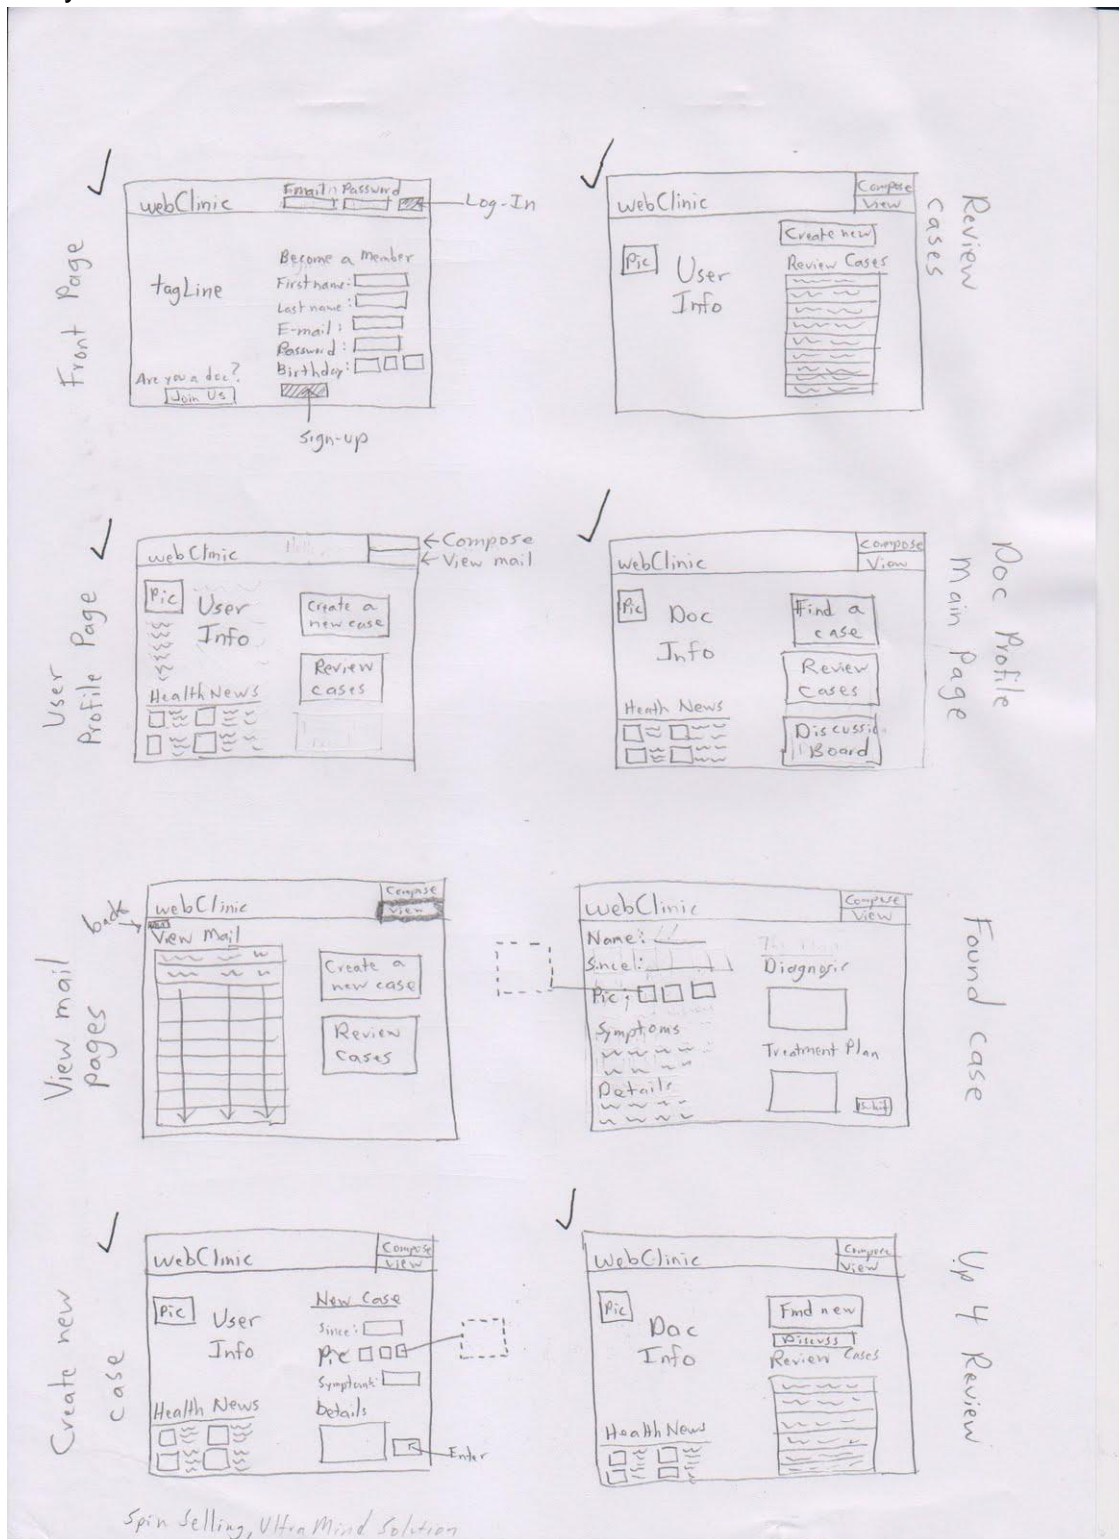 Front Page
webClinic
Email Password
Log-In
tagLine
Become a member
First name:
Last name:
E-mail:
Password:
Birthday:
Are you a doc?
Join Us
Sign-up
Review cases
webClinic
Compose
View
Pic
User
Info
Create new
Review Cases
User
Profile Page
webClinic
Compose
View mail
Pic
User
Info
Create a
new case
Review
cases
Health News
Doc Profile
Main Page
webClinic
Compose
View
Pic
Doc
Info
Find a
case
Review
Cases
Heath News
Discussio
Board
View mail
pages
back
webClinic
Compose
View
View Mail
Create a
new case
Review
Cases
Found case
webClinic
Compose
View
Name:
Since:
Pic:
Diagnosis
Symptoms
Treatment Plan
Details
Create new
case
webClinic
Compose
View
Pic
User
Info
New Case
Since:
Pic
Symptoms:
Details
Health News
Enter
Up 4 Review
webClinic
Compose
View
Pic
Doc
Info
Find new
Discuss
Review Cases
Health News
Spin Selling, UltraMind Solution